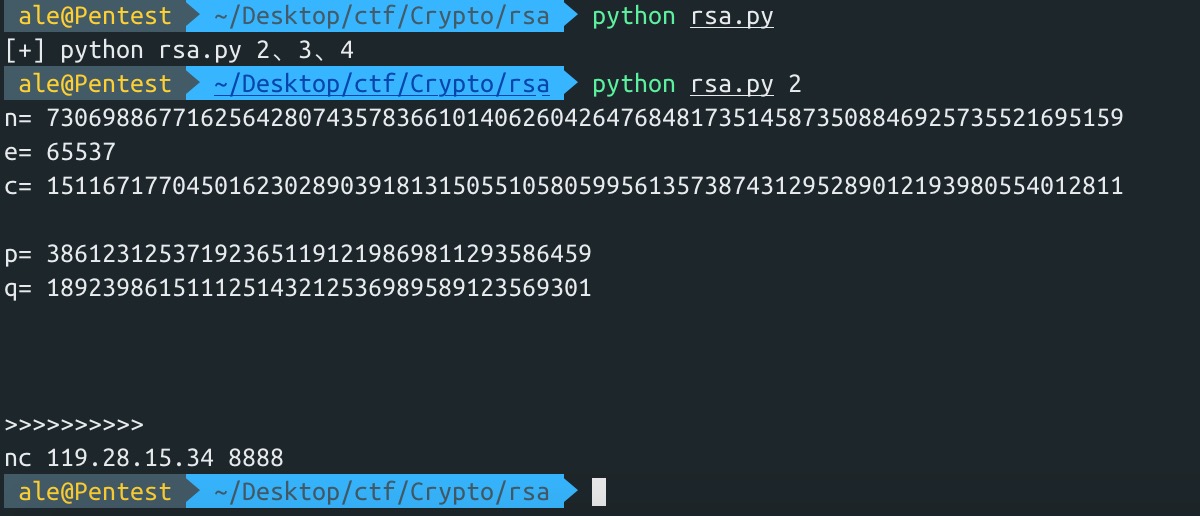 ale@Pentest ~/Desktop/ctf/Crypto/rsa python rsa.py
[+] python rsa.py 2、3、4
ale@Pentest ~/Desktop/ctf/Crypto/rsa python rsa.py 2
n= 73069886771625642807435783661014062604264768481735145873508846925735521695159
e= 65537
c= 15116717704501623028903918131505510580599561357387431295289012193980554012811
p= 386123125371923651191219869811293586459
q= 189239861511125143212536989589123569301
>>>>>>>>>>
nc 119.28.15.34 8888
ale@Pentest ~/Desktop/ctf/Crypto/rsa